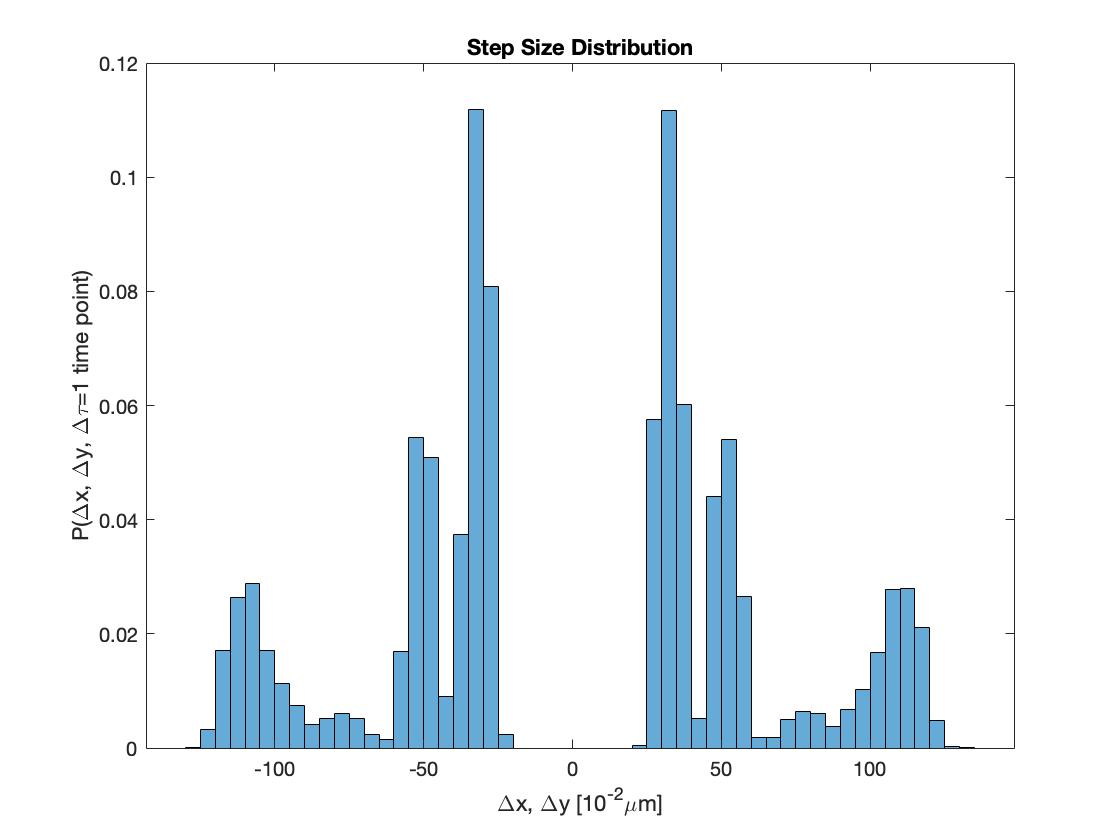 Step Size Distribution
0.12
0.1
0.08
0.06
0.04
0.02
0
P(Δx, Δy, Δτ=1 time point)
-100 -50 0 50 100
Δx, Δy [10⁻²μm]